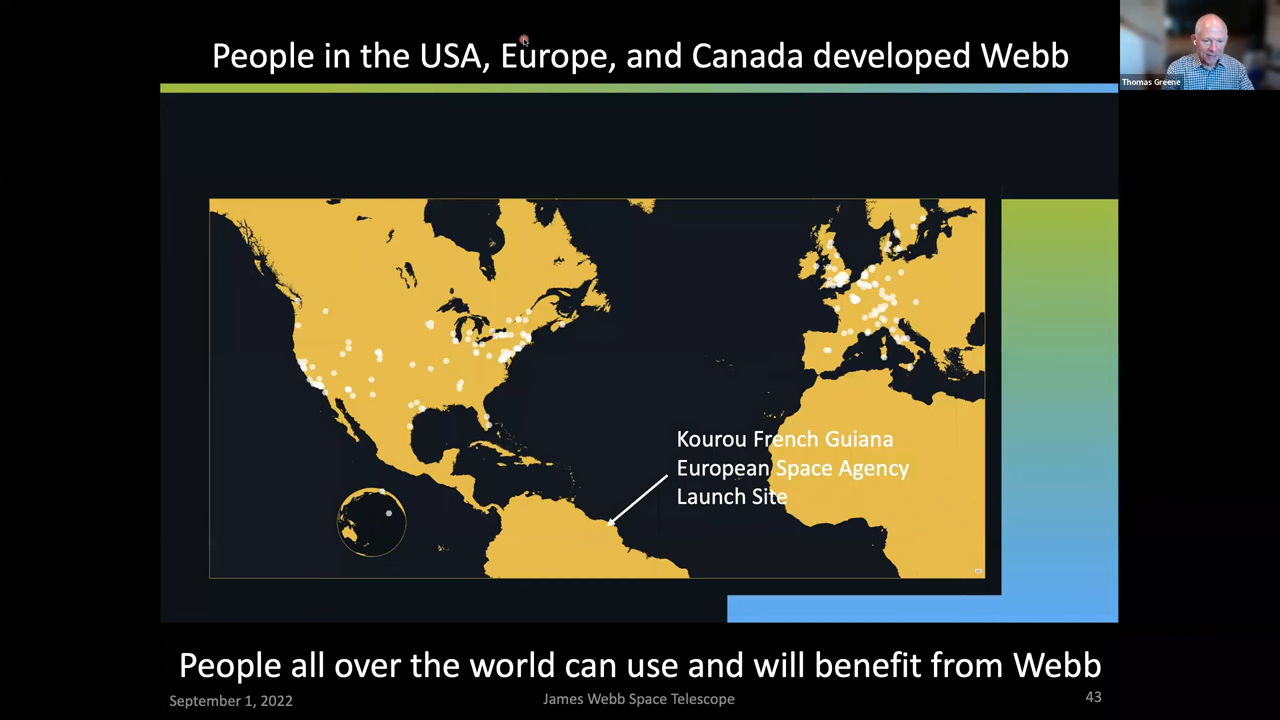 People in the USA, Europe, and Canada developed Webb
Thomas Greene
Kourou French Guiana
European Space Agency
Launch Site
People all over the world can use and will benefit from Webb
September 1, 2022
James Webb Space Telescope
43